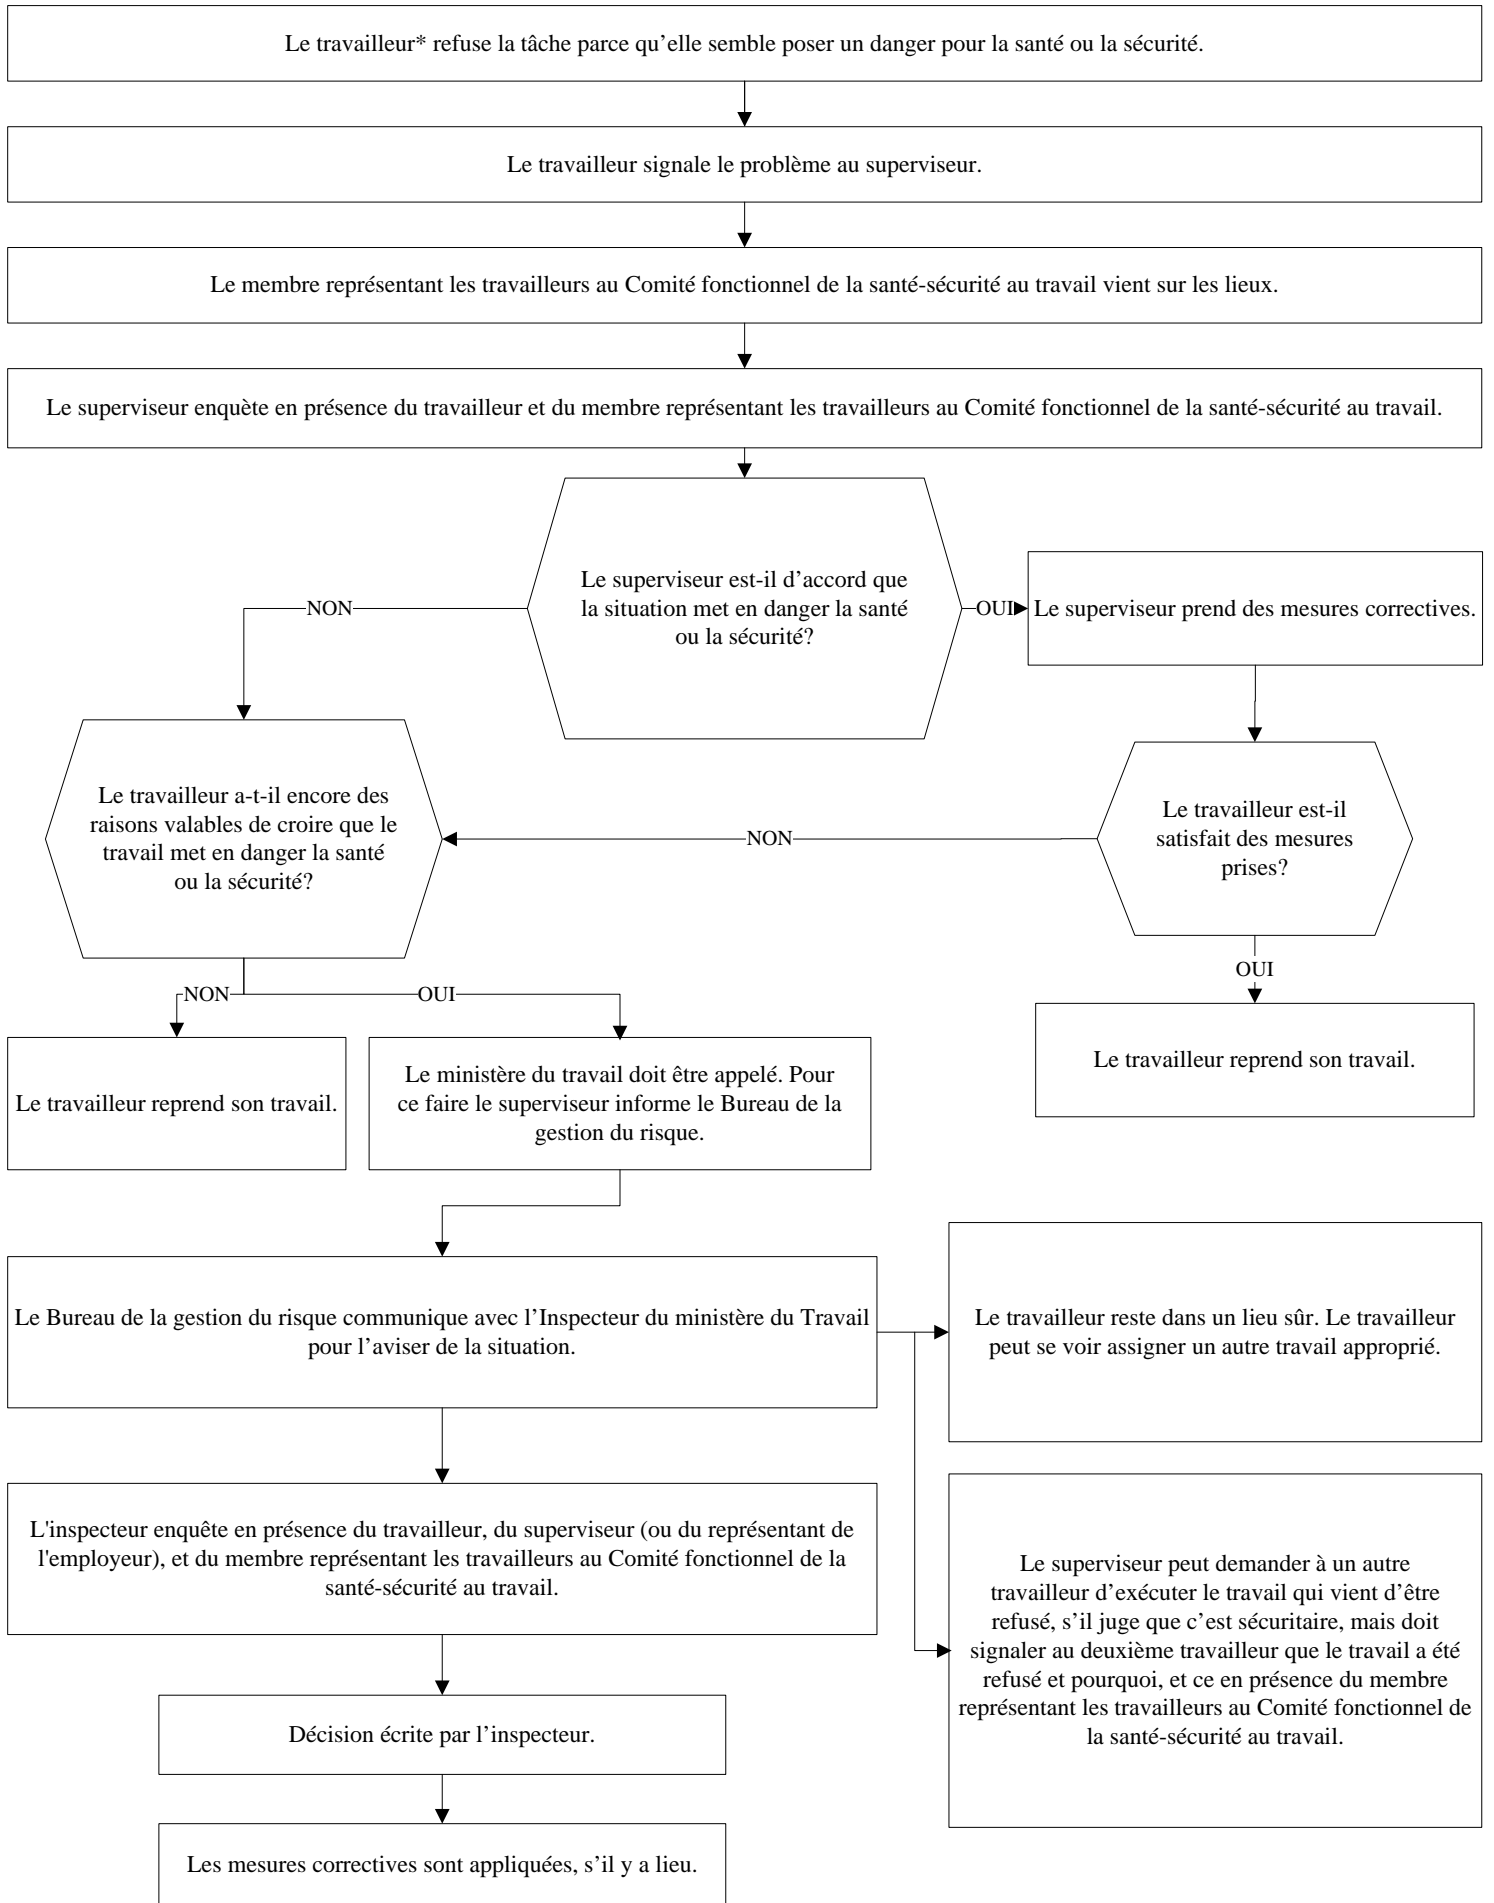 Le travailleur* refuse la tâche parce qu’elle semble poser un danger pour la santé ou la sécurité.
Le travailleur signale le problème au superviseur.
Le membre représentant les travailleurs au Comité fonctionnel de la santé-sécurité au travail vient sur les lieux.
Le superviseur enquète en présence du travailleur et du membre représentant les travailleurs au Comité fonctionnel de la santé-sécurité au travail.
Le superviseur est-il d’accord que
la situation met en danger la santé
ou la sécurité?
NON
OUI
Le superviseur prend des mesures correctives.
Le travailleur a-t-il encore des
raisons valables de croire que le
travail met en danger la santé
ou la sécurité?
NON
Le travailleur est-il
satisfait des mesures
prises?
NON
OUI
OUI
Le travailleur reprend son travail.
Le ministère du travail doit être appelé. Pour
ce faire le superviseur informe le Bureau de la
gestion du risque.
Le travailleur reprend son travail.
Le Bureau de la gestion du risque communique avec l’Inspecteur du ministère du Travail
pour l’aviser de la situation.
Le travailleur reste dans un lieu sûr. Le travailleur
peut se voir assigner un autre travail approprié.
L'inspecteur enquête en présence du travailleur, du superviseur (ou du représentant de
l'employeur), et du membre représentant les travailleurs au Comité fonctionnel de la
santé-sécurité au travail.
Le superviseur peut demander à un autre
travailleur d’exécuter le travail qui vient d’être
refusé, s’il juge que c’est sécuritaire, mais doit
signaler au deuxième travailleur que le travail a été
refusé et pourquoi, et ce en présence du membre
représentant les travailleurs au Comité fonctionnel de
la santé-sécurité au travail.
Décision écrite par l’inspecteur.
Les mesures correctives sont appliquées, s’il y a lieu.